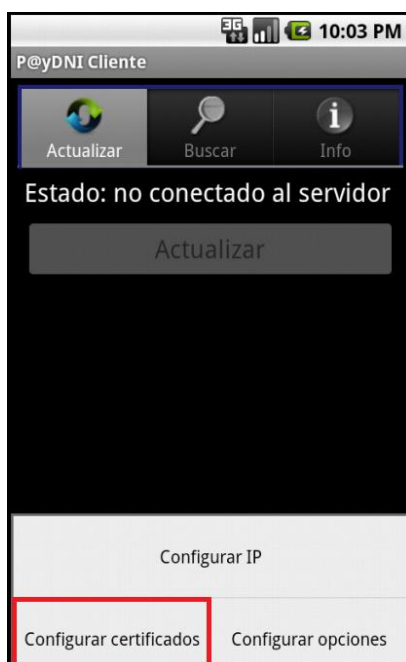 3G 10:03 PM
P@yDNI Cliente
Actualizar Buscar Info
Estado: no conectado al servidor
Actualizar
Configurar IP
Configurar certificados Configurar opciones